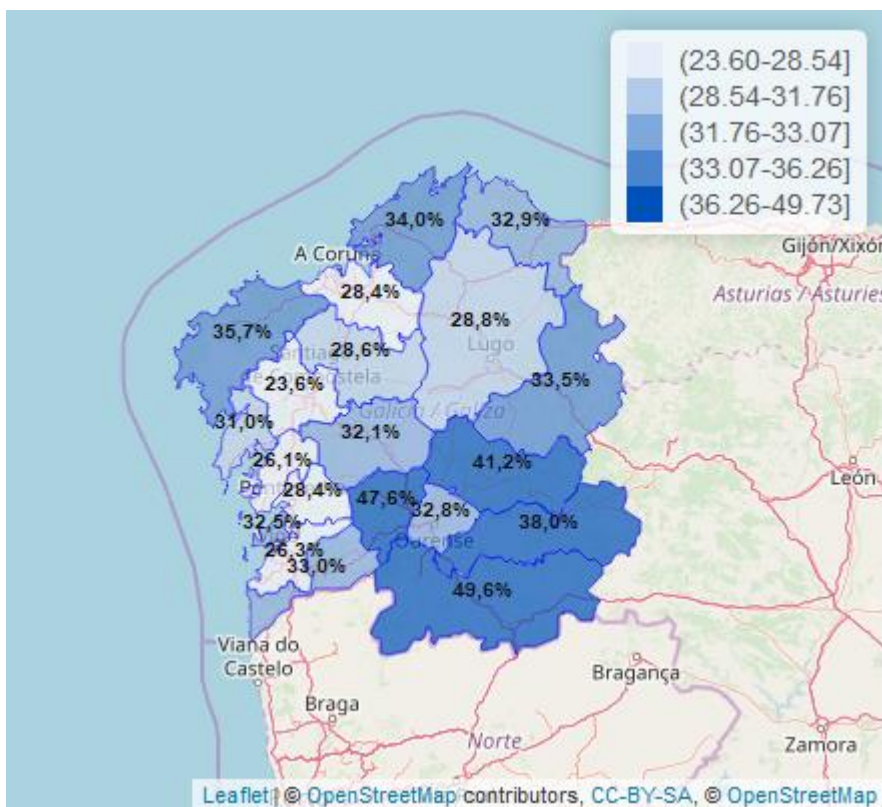 (23.60-28.54]
(28.54-31.76]
(31.76-33.07]
(33.07-36.26]
(36.26-49.73]
34,0%
32,9%
A Coruña
Gijón/Xixón
28,4%
Asturias / Asturies
35,7%
28,8%
28,6%
Lugo
Santiago
de Compostela
23,6%
33,5%
Galicia / Galiza
31,0%
32,1%
26,1%
41,2%
León
28,4%
47,6%
32,8%
38,0%
32,5%
Ourense
26,3%
33,0%
49,6%
Viana do
Castelo
Bragança
Braga
Norte
Zamora
Leaflet | © OpenStreetMap contributors, CC-BY-SA, © OpenStreetMap